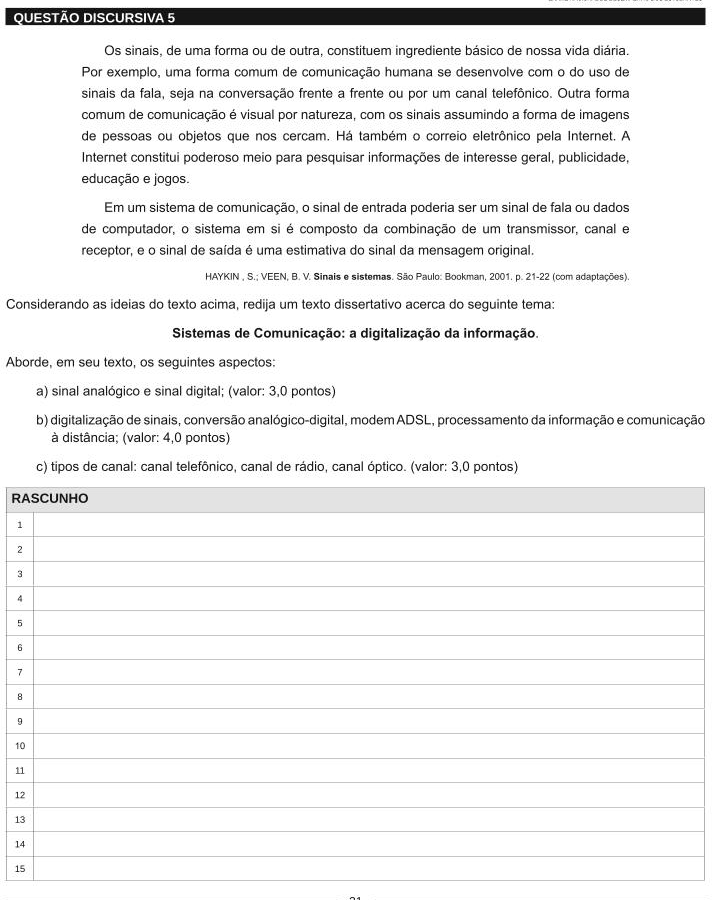 QUESTÃO DISCURSIVA 5
Os sinais, de uma forma ou de outra, constituem ingrediente básico de nossa vida diária.
Por exemplo, uma forma comum de comunicação humana se desenvolve com o do uso de
sinais da fala, seja na conversação frente a frente ou por um canal telefônico. Outra forma
comum de comunicação é visual por natureza, com os sinais assumindo a forma de imagens
de pessoas ou objetos que nos cercam. Há também o correio eletrônico pela Internet. A
Internet constitui poderoso meio para pesquisar informações de interesse geral, publicidade,
educação e jogos.
Em um sistema de comunicação, o sinal de entrada poderia ser um sinal de fala ou dados
de computador, o sistema em si é composto da combinação de um transmissor, canal e
receptor, e o sinal de saída é uma estimativa do sinal da mensagem original.
HAYKIN , S.; VEEN, B. V. Sinais e sistemas. São Paulo: Bookman, 2001. p. 21-22 (com adaptações).
Considerando as ideias do texto acima, redija um texto dissertativo acerca do seguinte tema:
Sistemas de Comunicação: a digitalização da informação.
Aborde, em seu texto, os seguintes aspectos:
a) sinal analógico e sinal digital; (valor: 3,0 pontos)
b) digitalização de sinais, conversão analógico-digital, modem ADSL, processamento da informação e comunicação
à distância; (valor: 4,0 pontos)
c) tipos de canal: canal telefônico, canal de rádio, canal óptico. (valor: 3,0 pontos)
RASCUNHO
1
2
3
4
5
6
7
8
9
10
11
12
13
14
15